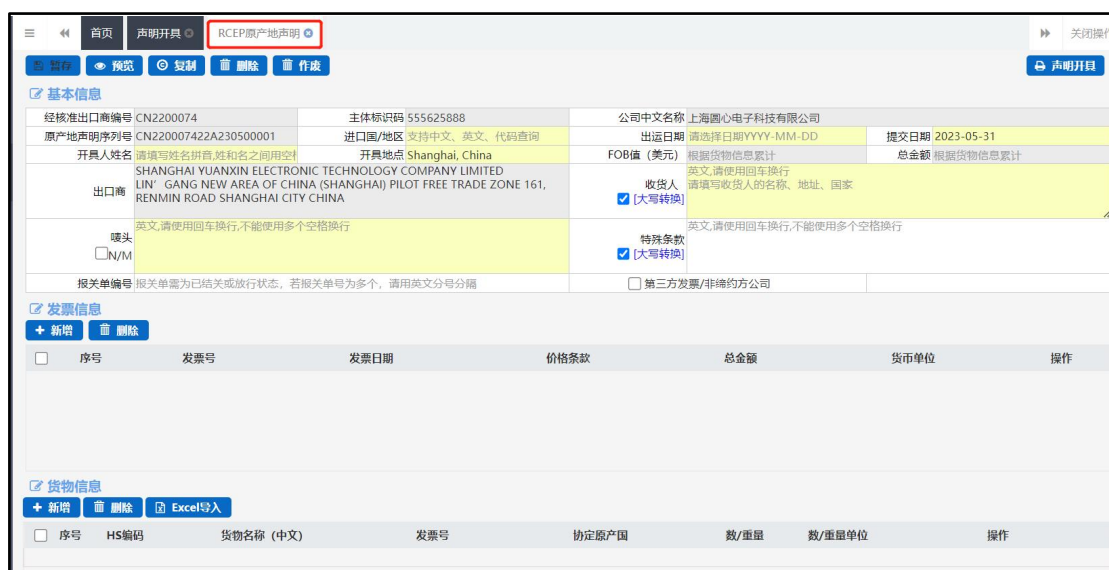 首页 声明开具 RCEP原产地声明 关闭操作
暂存 预览 复制 删除 作废 声明开具
基本信息
经核准出口商编号 CN2200074 主体标识码 555625888 公司中文名称 上海圆心电子科技有限公司
原产地声明序列号 CN220007422A230500001 进口国/地区 支持中文、英文、代码查询 出运日期 请选择日期YYYY-MM-DD 提交日期 2023-05-31
开具人姓名 请填写姓名拼音,姓和名之间用空 开具地点 Shanghai, China FOB值（美元） 根据货物信息累计 总金额 根据货物信息累计
出口商 SHANGHAI YUANXIN ELECTRONIC TECHNOLOGY COMPANY LIMITED
LIN' GANG NEW AREA OF CHINA (SHANGHAI) PILOT FREE TRADE ZONE 161,
RENMIN ROAD SHANGHAI CITY CHINA
收货人 [大写转换] 英文,请使用回车换行
请填写收货人的名称、地址、国家
唛头 N/M 英文,请使用回车换行,不能使用多个空格换行
特殊条款 [大写转换] 英文,请使用回车换行,不能使用多个空格换行
报关单编号 报关单需为已结关或放行状态，若报关单号为多个，请用英文分号分隔 第三方发票/非缔约方公司
发票信息
新增 删除
序号 发票号 发票日期 价格条款 总金额 货币单位 操作
货物信息
新增 删除 Excel导入
序号 HS编码 货物名称（中文） 发票号 协定原产国 数/重量 数/重量单位 操作